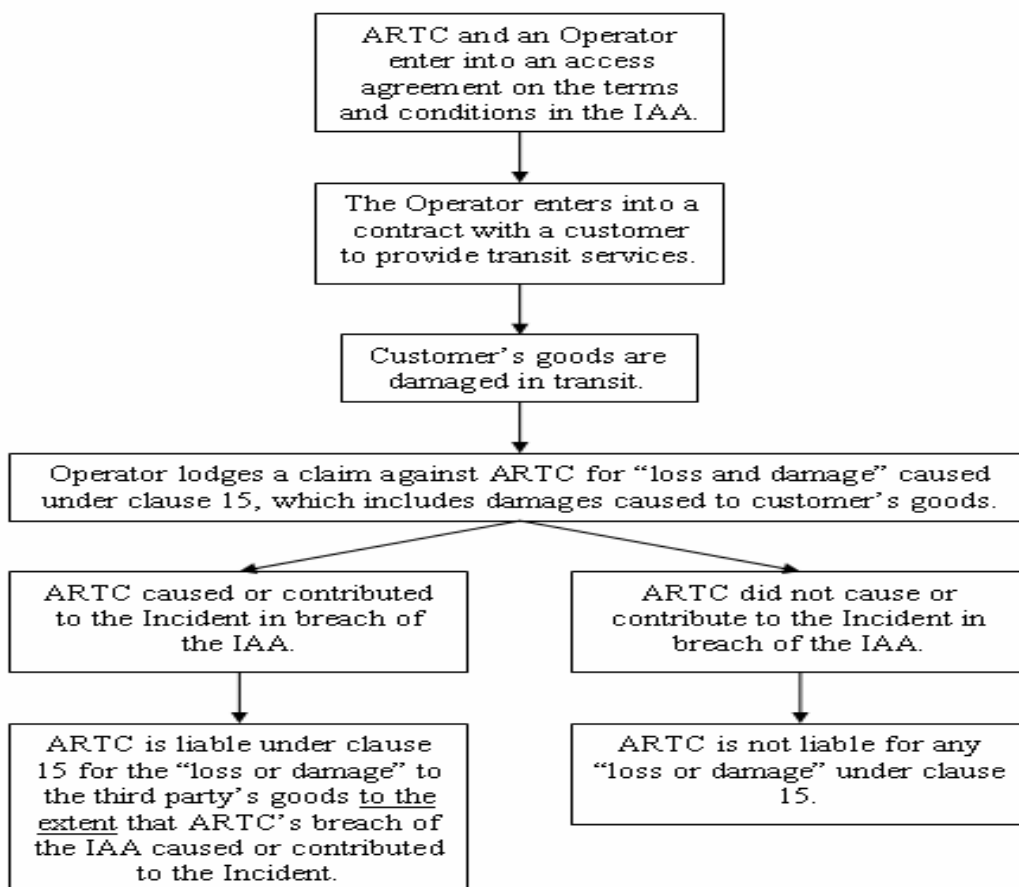 ARTC and an Operator
enter into an access
agreement on the terms
and conditions in the IAA.
The Operator enters into a
contract with a customer
to provide transit services.
Customer’s goods are
damaged in transit.
Operator lodges a claim against ARTC for “loss and damage” caused
under clause 15, which includes damages caused to customer’s goods.
ARTC caused or contributed
to the Incident in breach of
the IAA.
ARTC is liable under clause
15 for the “loss or damage” to
the third party’s goods to the
extent that ARTC’s breach of
the IAA caused or contributed
to the Incident.
ARTC did not cause or
contribute to the Incident in
breach of the IAA.
ARTC is not liable for any
“loss or damage” under clause
15.